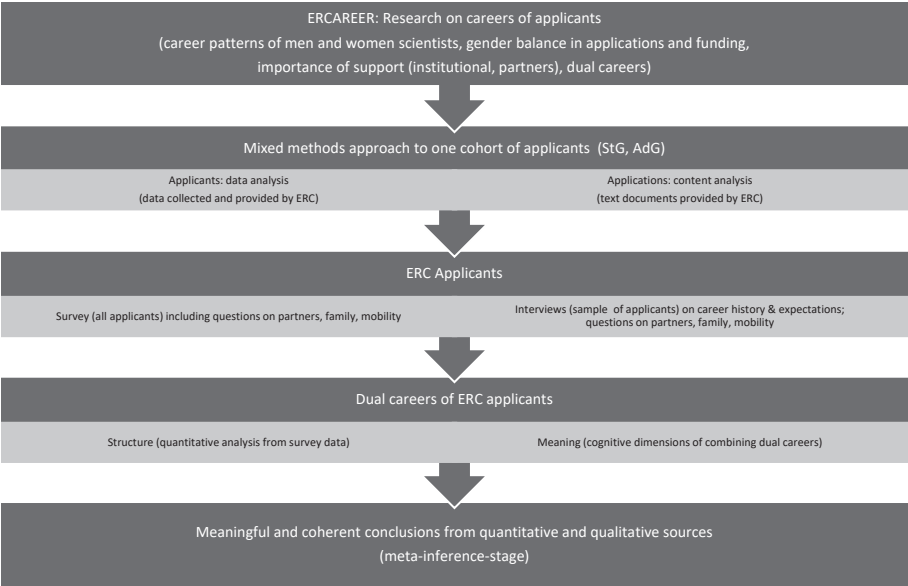 ERCAREER: Research on careers of applicants
(career patterns of men and women scientists, gender balance in applications and funding,
importance of support (institutional, partners), dual careers)
Mixed methods approach to one cohort of applicants (StG, AdG)
Applicants: data analysis
(data collected and provided by ERC)
Applications: content analysis
(text documents provided by ERC)
ERC Applicants
Survey (all applicants) including questions on partners, family, mobility
Interviews (sample of applicants) on career history & expectations;
questions on partners, family, mobility
Dual careers of ERC applicants
Structure (quantitative analysis from survey data)
Meaning (cognitive dimensions of combining dual careers)
Meaningful and coherent conclusions from quantitative and qualitative sources
(meta-inference-stage)